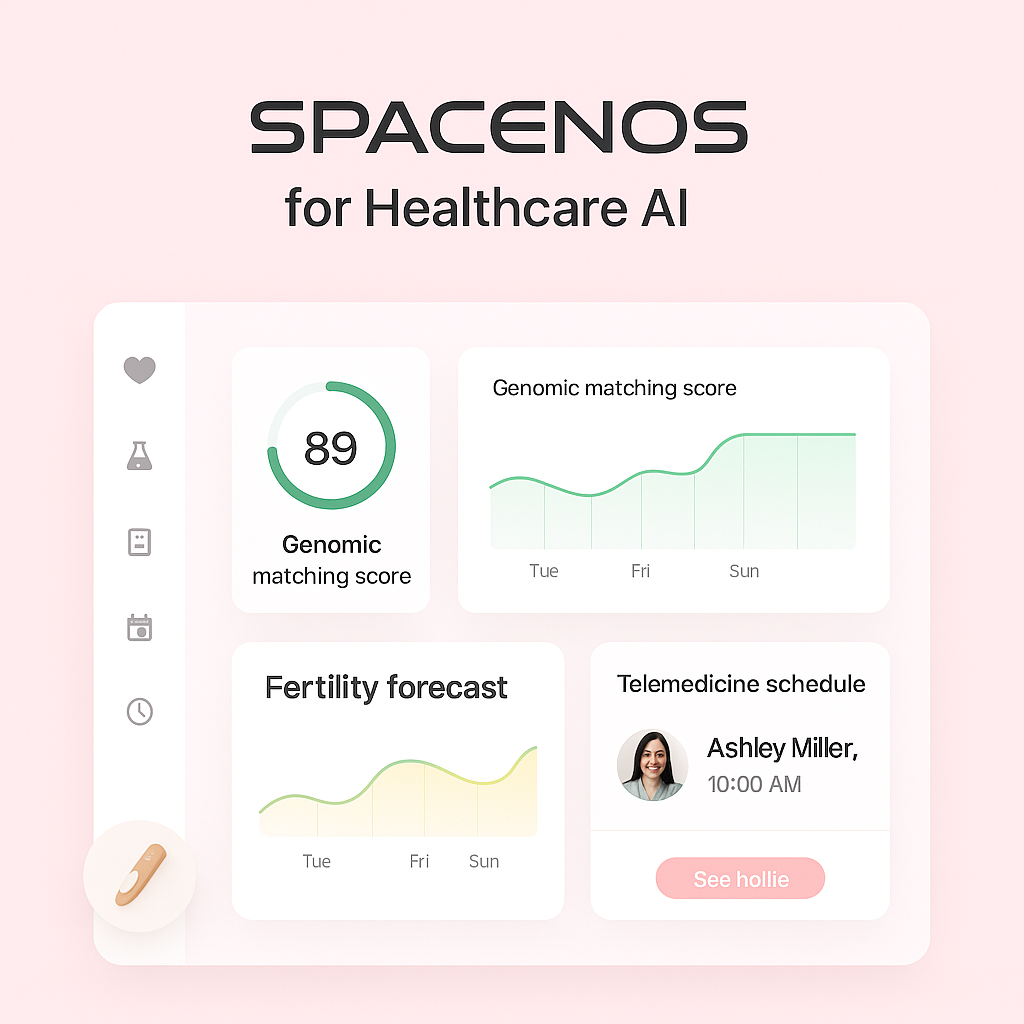 SPACENOS
for Healthcare AI
89
Genomic
matching score
Genomic matching score
Tue Fri Sun
Fertility forecast
Tue Fri Sun
Telemedicine schedule
Ashley Miller,
10:00 AM
See hollie